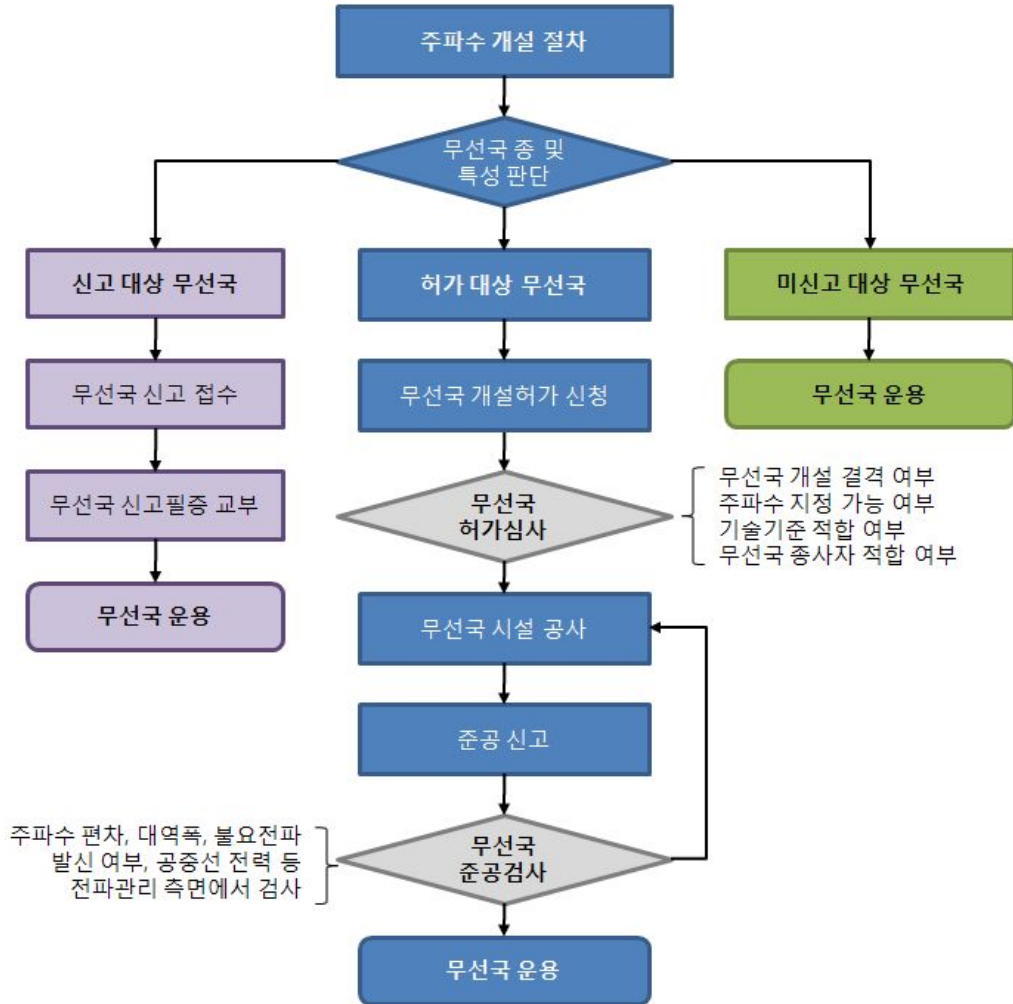 주파수 개설 절차
무선국 종 및
특성 판단
신고 대상 무선국
허가 대상 무선국
미신고 대상 무선국
무선국 신고 접수
무선국 개설허가 신청
무선국 운용
무선국 신고필증 교부
무선국
허가심사
무선국 개설 결격 여부
주파수 지정 가능 여부
기술기준 적합 여부
무선국 종사자 적합 여부
무선국 운용
무선국 시설 공사
준공 신고
주파수 편차, 대역폭, 불요전파
발신 여부, 공중선 전력 등
전파관리 측면에서 검사
무선국
준공검사
무선국 운용